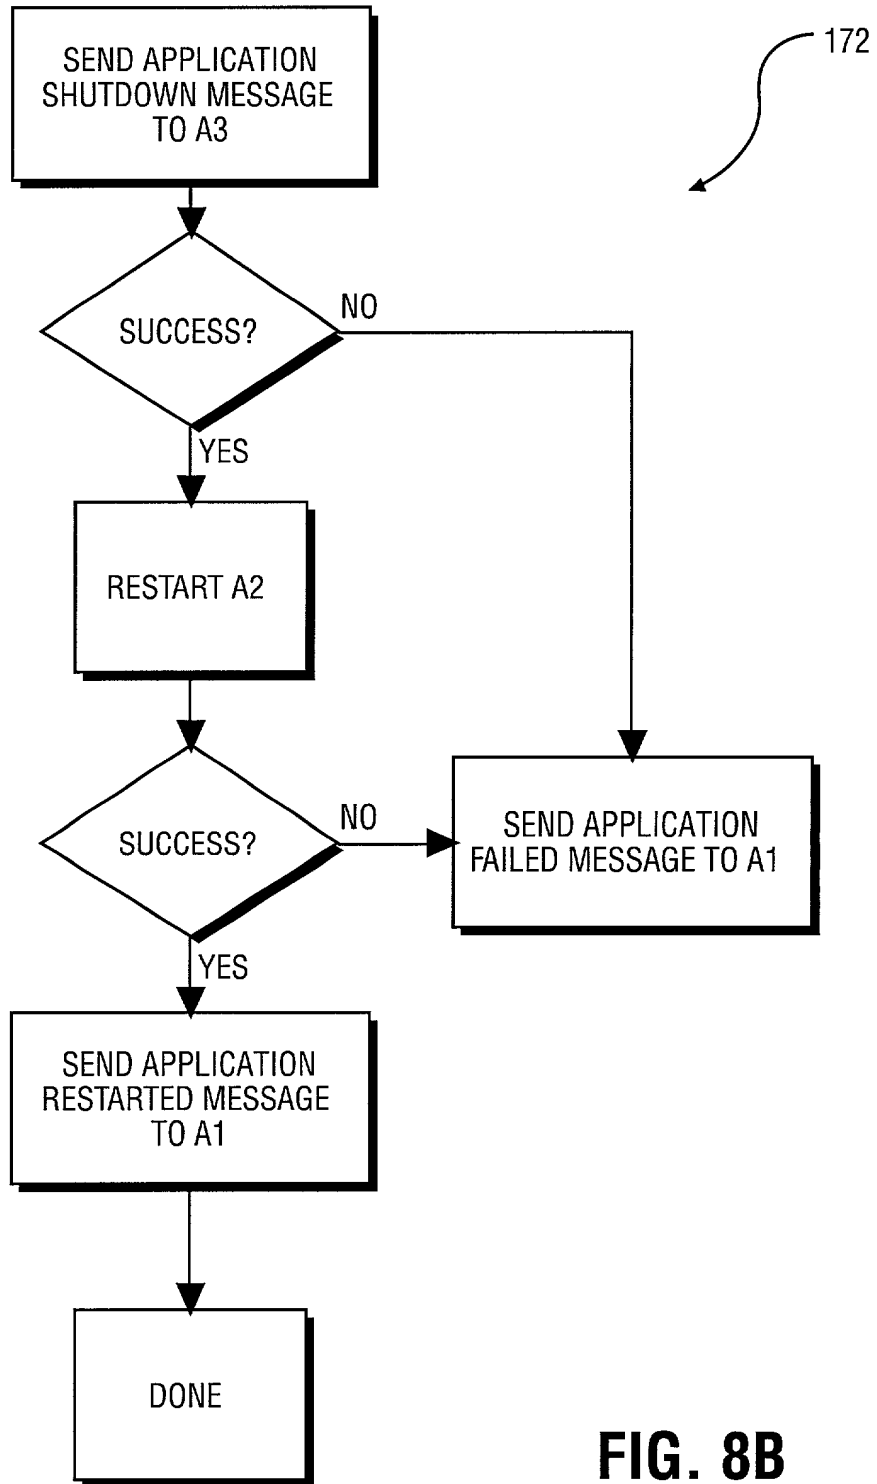 SEND APPLICATION
SHUTDOWN MESSAGE
TO A3
172
SUCCESS?
NO
YES
RESTART A2
SUCCESS?
NO
SEND APPLICATION
FAILED MESSAGE TO A1
YES
SEND APPLICATION
RESTARTED MESSAGE
TO A1
DONE
FIG. 8B